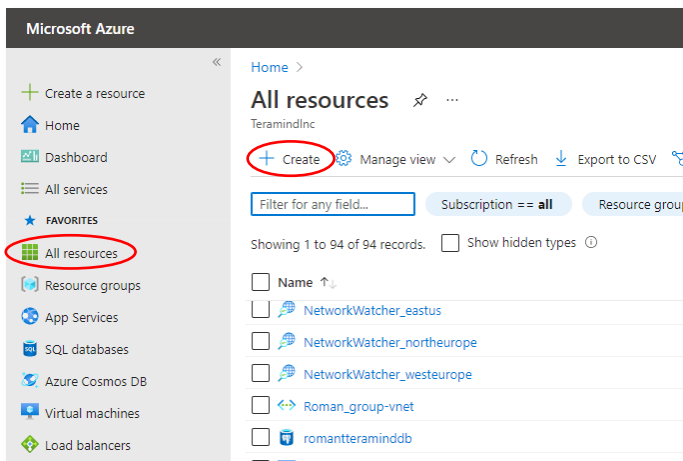 Microsoft Azure
«
Create a resource
Home
Dashboard
All services
FAVORITES
All resources
Resource groups
App Services
SQL databases
Azure Cosmos DB
Virtual machines
Load balancers
Home >
All resources ...
TeramindInc
+ Create Manage view Refresh Export to CSV
Filter for any field... Subscription == all Resource grou
Showing 1 to 94 of 94 records. Show hidden types
Name ↑↓
NetworkWatcher_eastus
NetworkWatcher_northeurope
NetworkWatcher_westeurope
Roman_group-vnet
romantteraminddb